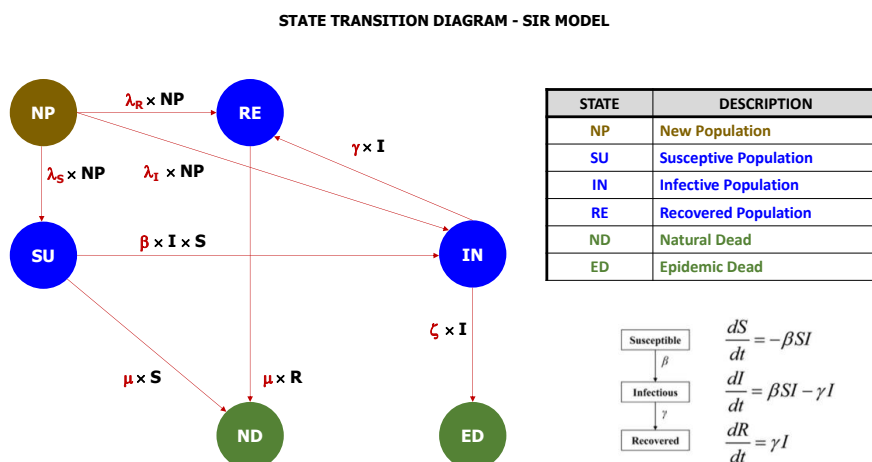 STATE TRANSITION DIAGRAM - SIR MODEL
NP
λR × NP
RE
γ × I
λS × NP
λI × NP
SU
β × I × S
IN
ζ × I
μ × S
μ × R
ND
ED
STATE DESCRIPTION
NP New Population
SU Susceptive Population
IN Infective Population
RE Recovered Population
ND Natural Dead
ED Epidemic Dead
Susceptible
β
Infectious
γ
Recovered
dS/dt = -βSI
dI/dt = βSI - γI
dR/dt = γI